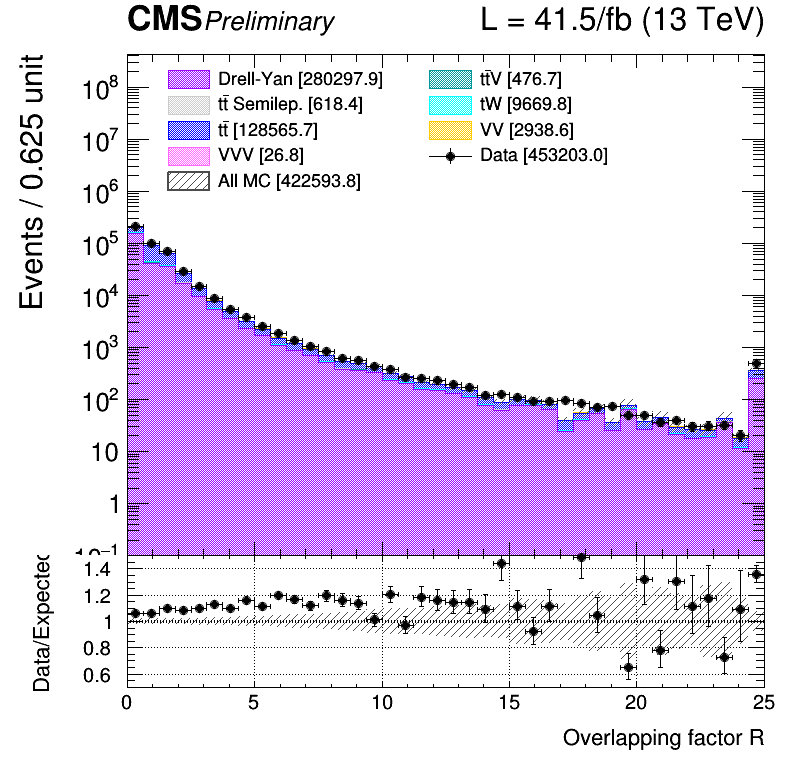 CMS Preliminary L = 41.5/fb (13 TeV)
Events / 0.625 unit
Drell-Yan [280297.9]
tt̄ Semilep. [618.4]
tt̄ [128565.7]
VVV [26.8]
All MC [422593.8]
tt̄V [476.7]
tW [9669.8]
VV [2938.6]
Data [453203.0]
10⁸
10⁷
10⁶
10⁵
10⁴
10³
10²
10
1
10⁻¹
Data/Expected
1.4
1.2
1
0.8
0.6
0 5 10 15 20 25
Overlapping factor R